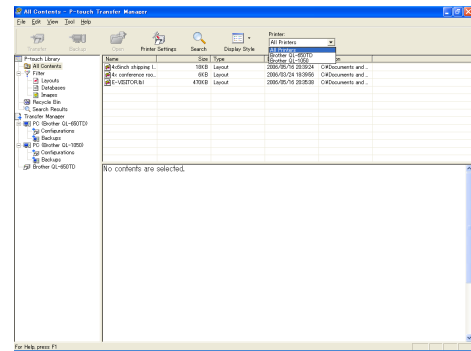 All Contents - P-touch Transfer Manager
File Edit View Tool Help
Transfer Backup Open Printer Settings Search Display Style
Printer:
All Printers
All Printers
Brother QL-650TD
Brother QL-1050
P-touch Library
All Contents
Filter
Layouts
Databases
Images
Recycle Bin
Search Results
Transfer Manager
PC (Brother QL-650TD)
Configurations
Backups
PC (Brother QL-1050)
Configurations
Backups
Brother QL-650TD
Name Size Type
4x6inch shipping l... 18KB Layout 2006/05/16 20:39:24 C:¥Documents and ...
4x conference roo... 6KB Layout 2006/03/24 18:39:56 C:¥Documents and ...
E-VISITOR.lbl 470KB Layout 2006/05/16 20:35:38 C:¥Documents and ...
No contents are selected.
For Help, press F1